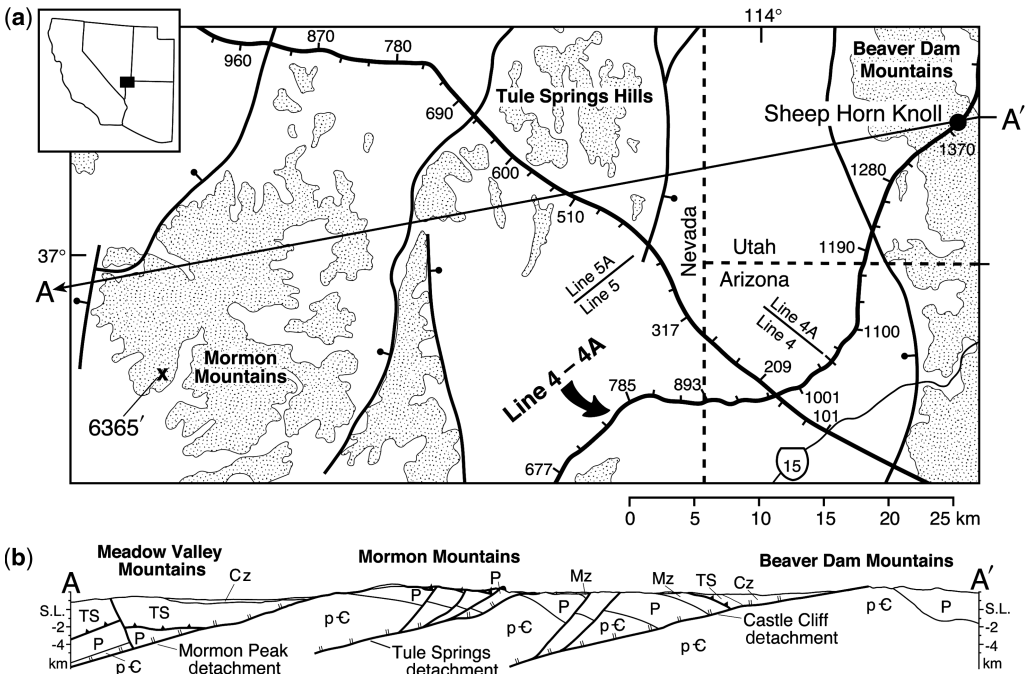 (a)
114°
870
780
960
Beaver Dam
Mountains
Tule Springs Hills
Sheep Horn Knoll
A′
690
1370
600
1280
510
Nevada
37°
1190
Utah
Arizona
A
Line 5A
Line 5
Line 4A
Line 4
317
1100
Mormon
Mountains
209
Line 4 – 4A
785
893
1001
6365′
101
15
677
0 5 10 15 20 25 km
(b)
Meadow Valley
Mountains
Mormon Mountains
Beaver Dam Mountains
A
Cz
P
Mz
Mz
TS
Cz
A′
S.L.
TS
TS
P
P
P
p-Є
P
S.L.
-2
p-Є
p-Є
Castle Cliff
detachment
-2
-4
P
P
Mormon Peak
detachment
Tule Springs
detachment
p-Є
-4
km
p-Є
km